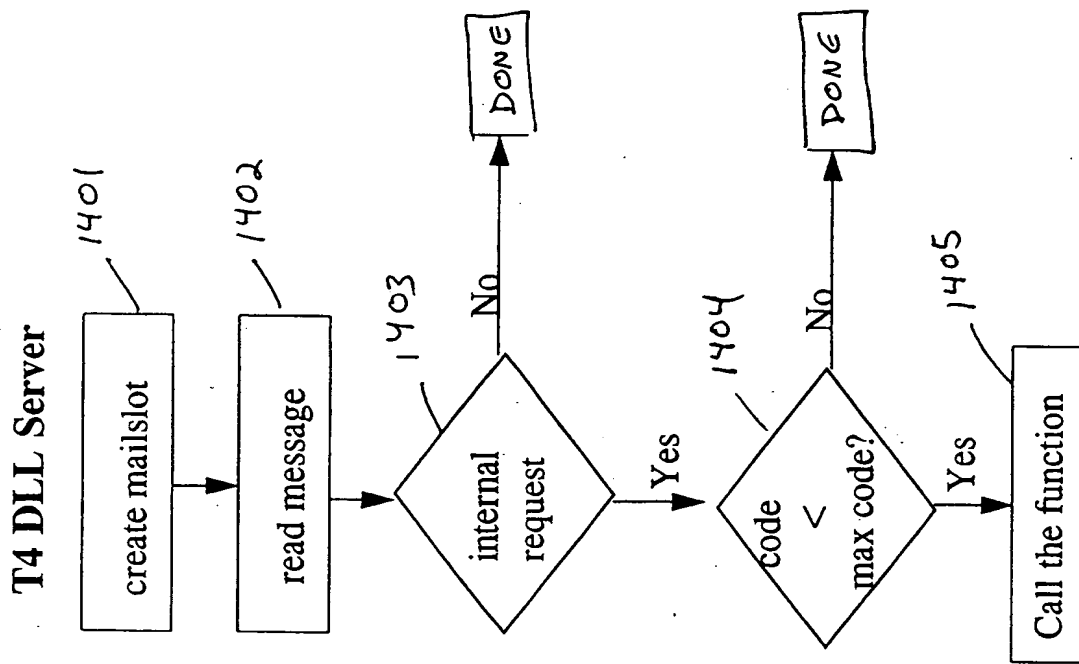 T4 DLL Server
create mailslot
1401
read message
1402
internal
request
1403
No
DONE
Yes
code
<
max code?
1404
No
DONE
Yes
Call the function
1405